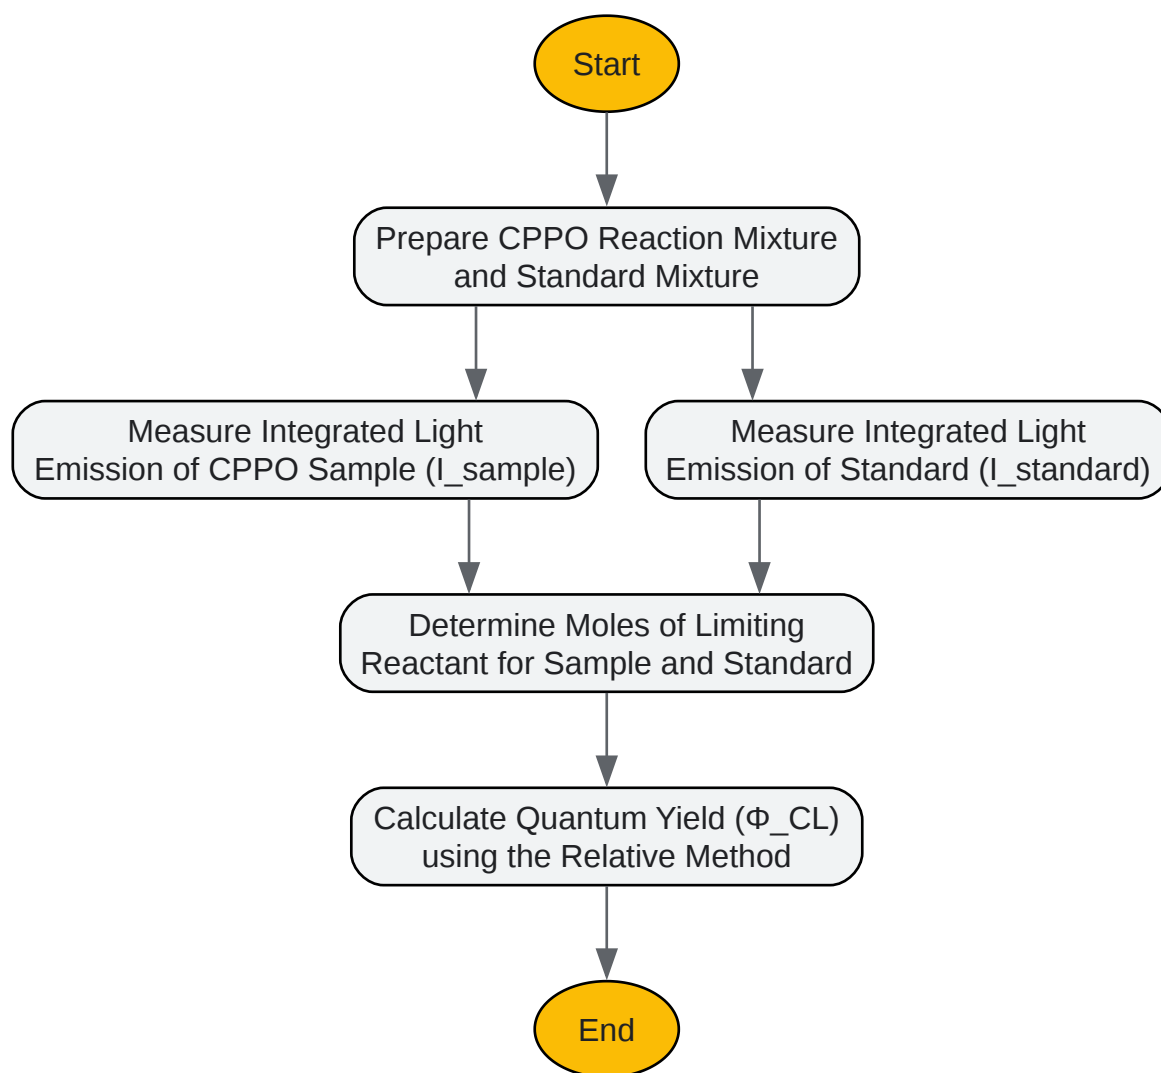 Start
Prepare CPPO Reaction Mixture
and Standard Mixture
Measure Integrated Light
Emission of CPPO Sample (I_sample)
Measure Integrated Light
Emission of Standard (I_standard)
Determine Moles of Limiting
Reactant for Sample and Standard
Calculate Quantum Yield (Φ_CL)
using the Relative Method
End